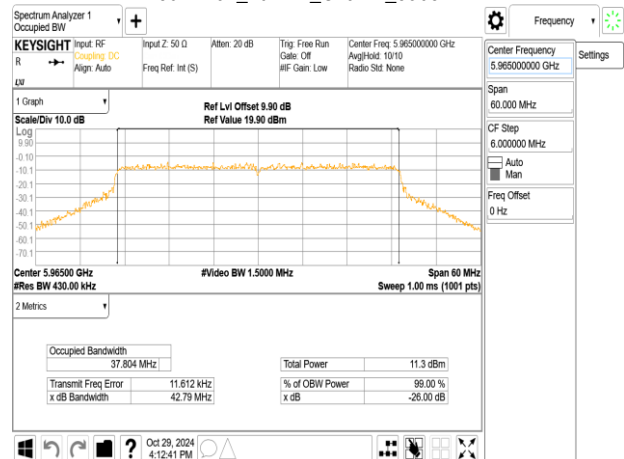 Spectrum Analyzer 1
Occupied BW
Frequency
KEYSIGHT
R
LXI
Input: RF
Coupling: DC
Align: Auto
Input Z: 50 Ω
Freq Ref: Int (S)
Atten: 20 dB
Trig: Free Run
Gate: Off
#IF Gain: Low
Center Freq: 5.965000000 GHz
Avg|Hold: 10/10
Radio Std: None
Center Frequency
5.965000000 GHz
Settings
Span
60.000 MHz
CF Step
6.000000 MHz
Auto
Man
Freq Offset
0 Hz
1 Graph
Ref Lvl Offset 9.90 dB
Scale/Div 10.0 dB
Ref Value 19.90 dBm
Log
9.90
-0.10
-10.1
-20.1
-30.1
-40.1
-50.1
-60.1
-70.1
Center 5.96500 GHz
#Video BW 1.5000 MHz
Span 60 MHz
#Res BW 430.00 kHz
Sweep 1.00 ms (1001 pts)
2 Metrics
Occupied Bandwidth
37.804 MHz
Total Power 11.3 dBm
Transmit Freq Error 11.612 kHz
% of OBW Power 99.00 %
x dB Bandwidth 42.79 MHz
x dB -26.00 dB
?
Oct 29, 2024
4:12:41 PM